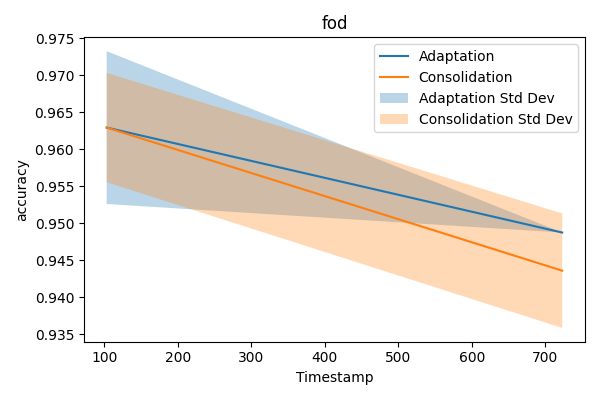 fod
0.975
0.970
0.965
0.960
0.955
0.950
0.945
0.940
0.935
accuracy
Adaptation
Consolidation
Adaptation Std Dev
Consolidation Std Dev
100 200 300 400 500 600 700
Timestamp